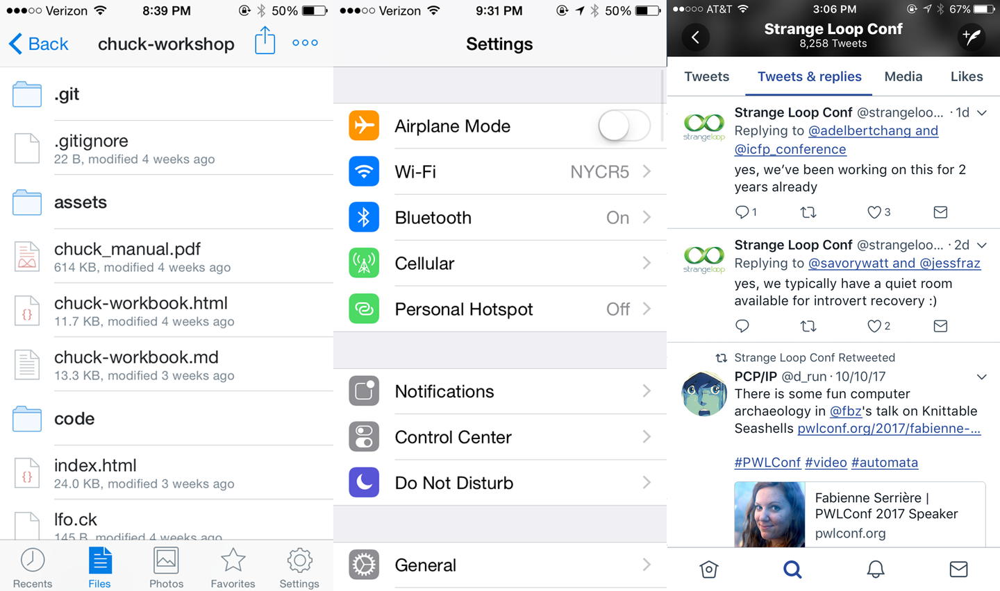 Verizon 8:39 PM 50%
Back chuck-workshop
.git
.gitignore
22 B, modified 4 weeks ago
assets
chuck_manual.pdf
614 KB, modified 4 weeks ago
chuck-workbook.html
11.7 KB, modified 4 weeks ago
chuck-workbook.md
13.3 KB, modified 3 weeks ago
code
index.html
24.0 KB, modified 3 weeks ago
lfo.ck
145 B, modified 4 weeks ago
Recents Files Photos Favorites Settings
Verizon 9:31 PM 50%
Settings
Airplane Mode
Wi-Fi NYCR5
Bluetooth On
Cellular
Personal Hotspot Off
Notifications
Control Center
Do Not Disturb
General
AT&T 3:06 PM 67%
Strange Loop Conf
8,258 Tweets
Tweets Tweets & replies Media Likes
Strange Loop Conf @strangeloo... · 1d
strangeloop
Replying to @adelbertchang and
@icfp_conference
yes, we've been working on this for 2
years already
1 3
Strange Loop Conf @strangeloo... · 2d
strangeloop
Replying to @savorywatt and @jessfraz
yes, we typically have a quiet room
available for introvert recovery :)
2
Strange Loop Conf Retweeted
PCP/IP @d_run · 10/10/17
There is some fun computer
archaeology in @fbz's talk on Knittable
Seashells pwlconf.org/2017/fabienne-...
#PWLConf #video #automata
Fabienne Serrière |
PWLConf 2017 Speaker
pwlconf.org